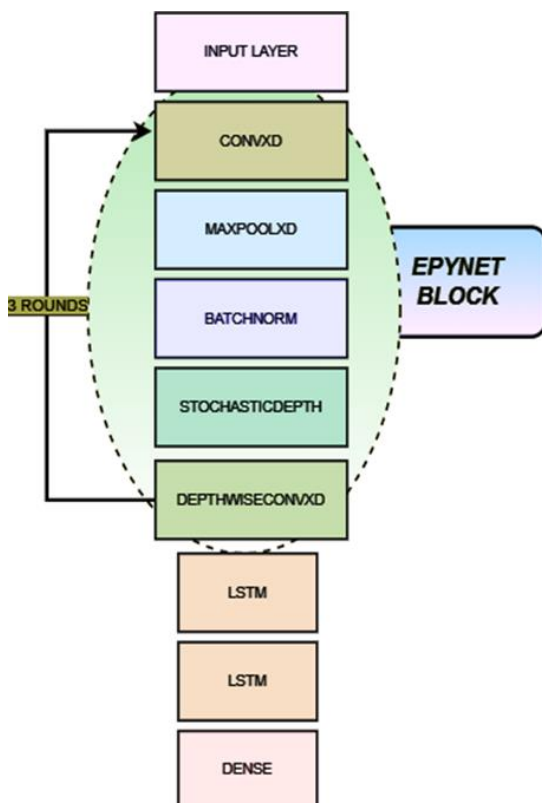 INPUT LAYER
CONVXD
MAXPOOLXD
EPYNET
BLOCK
3 ROUNDS
BATCHNORM
STOCHASTICDEPTH
DEPTHWISECONVXD
LSTM
LSTM
DENSE